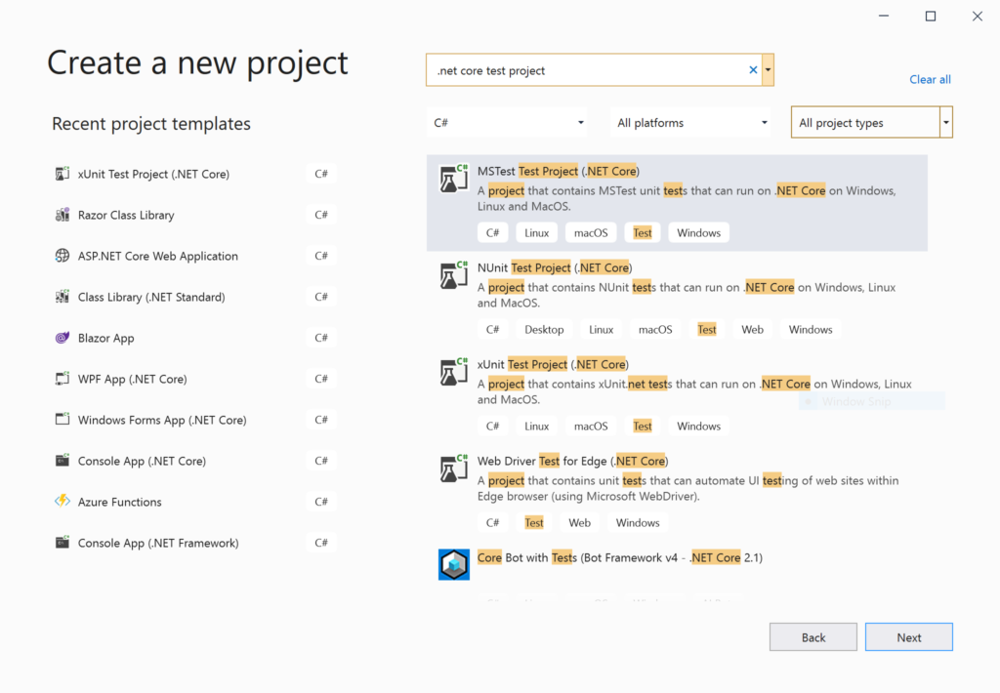 Create a new project
Recent project templates
xUnit Test Project (.NET Core) C#
Razor Class Library C#
ASP.NET Core Web Application C#
Class Library (.NET Standard) C#
Blazor App C#
WPF App (.NET Core) C#
Windows Forms App (.NET Core) C#
Console App (.NET Core) C#
Azure Functions C#
Console App (.NET Framework) C#
.net core test project
Clear all
C# All platforms All project types
MSTest Test Project (.NET Core)
A project that contains MSTest unit tests that can run on .NET Core on Windows,
Linux and MacOS.
C# Linux macOS Test Windows
NUnit Test Project (.NET Core)
A project that contains NUnit tests that can run on .NET Core on Windows, Linux
and MacOS.
C# Desktop Linux macOS Test Web Windows
xUnit Test Project (.NET Core)
A project that contains xUnit.net tests that can run on .NET Core on Windows, Linux
and MacOS.
Window Snip
C# Linux macOS Test Windows
Web Driver Test for Edge (.NET Core)
A project that contains unit tests that can automate UI testing of web sites within
Edge browser (using Microsoft WebDriver).
C# Test Web Windows
Core Bot with Tests (Bot Framework v4 - .NET Core 2.1)
Back Next